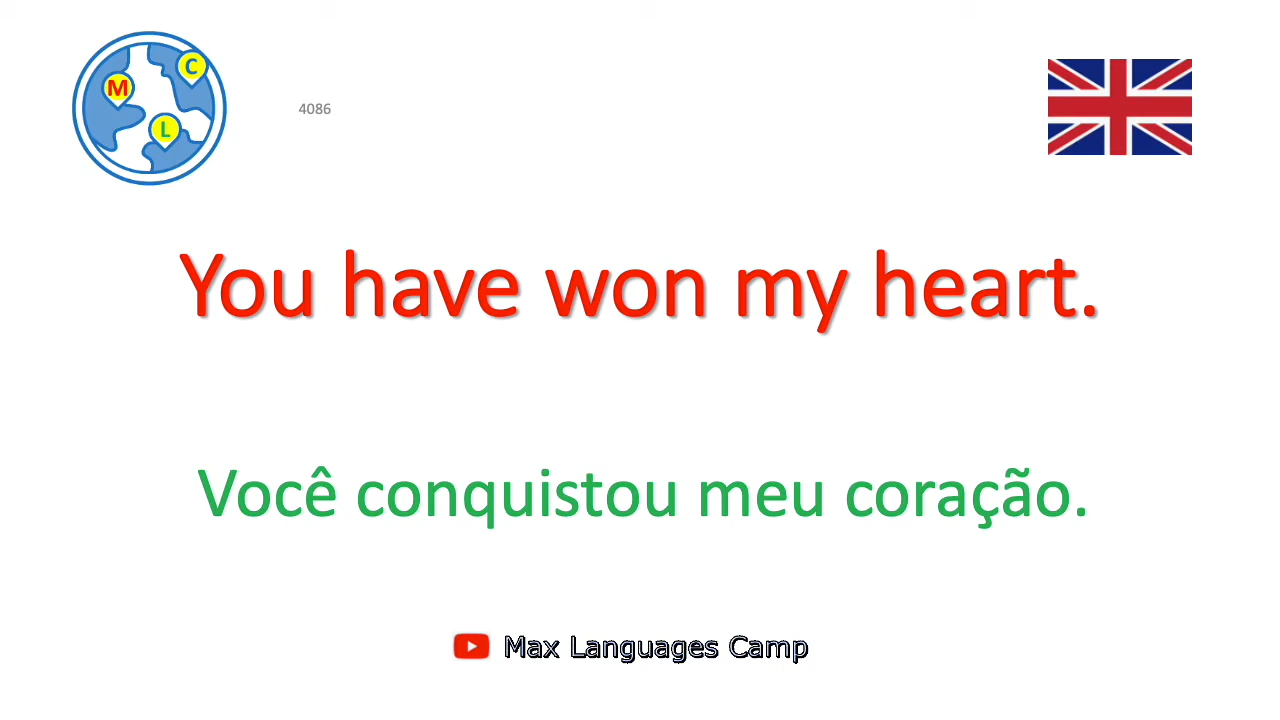 M
C
L
4086
You have won my heart.
Você conquistou meu coração.
Max Languages Camp